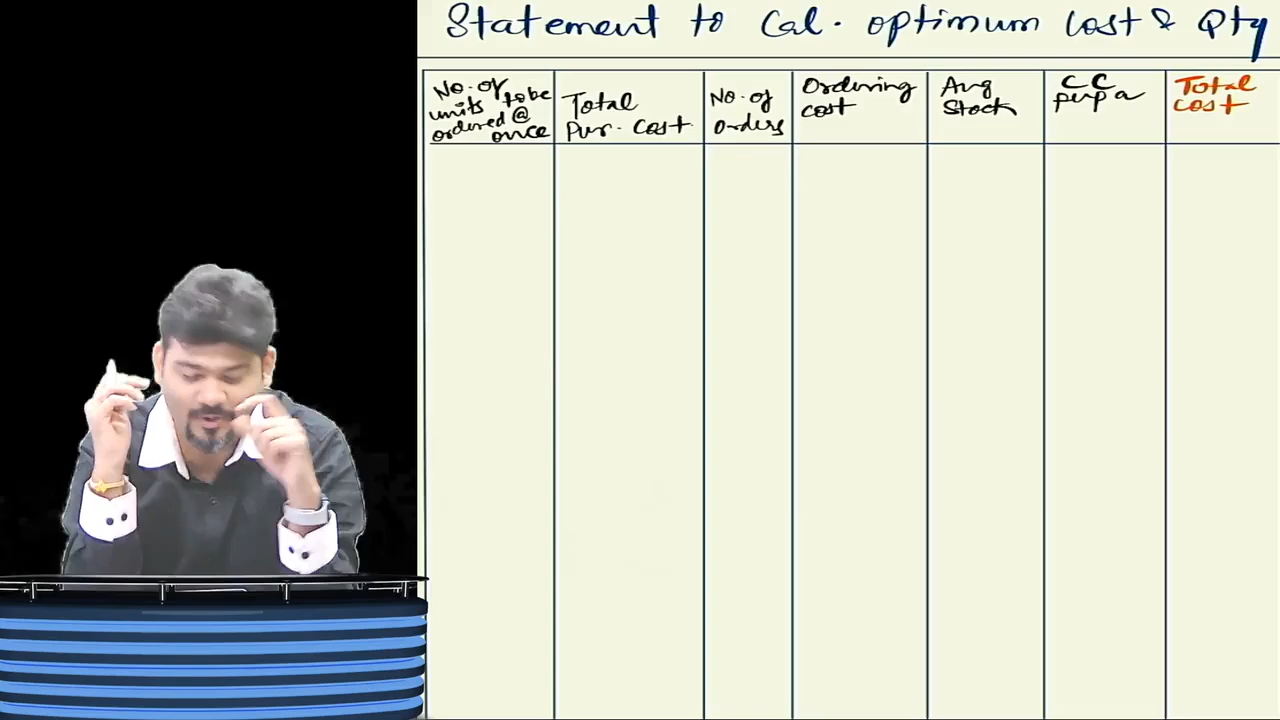 Statement to Cal. optimum Cost & Qty
No. of
units to be
ordered @
once
Total
Pur. Cost
No. of
orders
Ordering
cost
Avg
Stock
CC
pupa
Total
cost